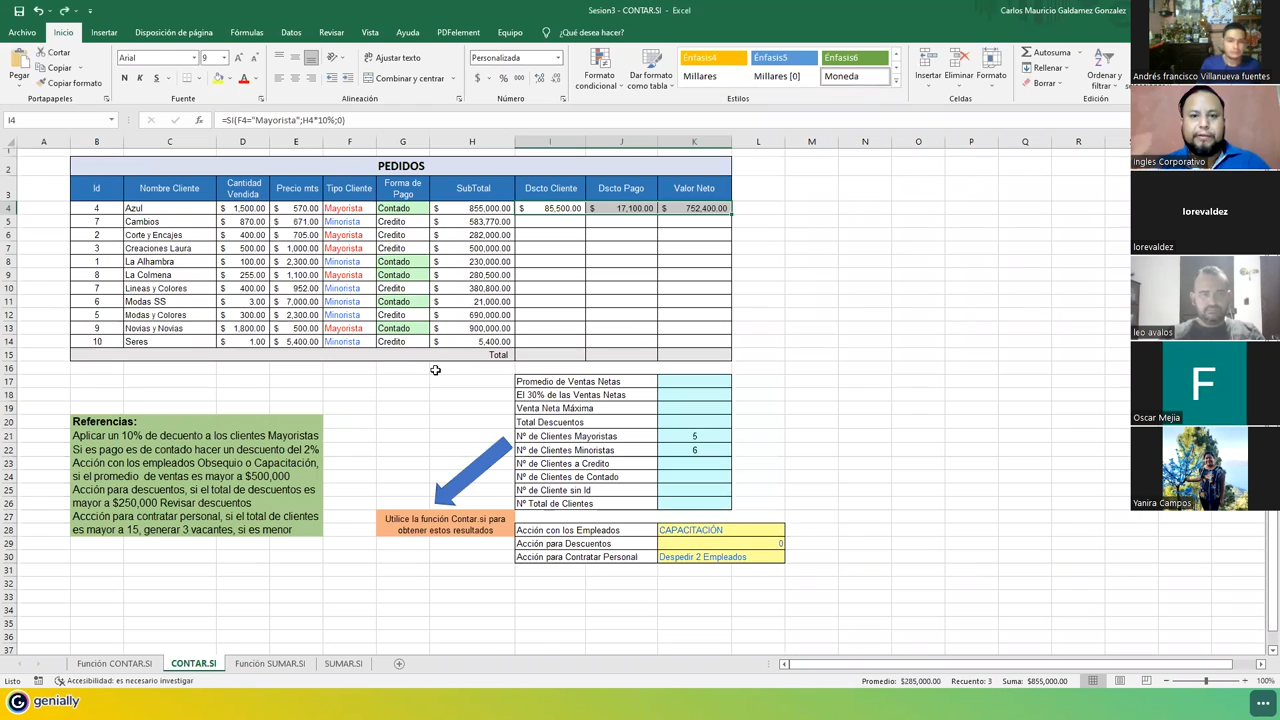 Sesion3 - CONTAR.SI - Excel
Carlos Mauricio Galdamez Gonzalez
Archivo Inicio Insertar Disposición de página Fórmulas Datos Revisar Vista Ayuda PDFelement Equipo ¿Qué desea hacer?
Pegar
Cortar
Copiar
Copiar formato
Portapapeles
Arial 9
N K S
Fuente
Ajustar texto
Combinar y centrar
Alineación
Personalizada
$ % 000
Número
Formato condicional
Dar formato como tabla
Énfasis5 Énfasis5 Énfasis6
Millares Millares [0] Moneda
Estilos
Insertar Eliminar Formato
Celdas
Autosuma
Rellenar
Borrar
Ordenar y filtrar
Edición
I4 =SI(F4="Mayorista";H4*10%;0)
A B C D E F G H I J K L M N O P Q R S
PEDIDOS
Id Nombre Cliente Cantidad Vendida Precio mts Tipo Cliente Forma de Pago SubTotal Dscto Cliente Dscto Pago Valor Neto
4 Azul $ 1,500.00 $ 570.00 Mayorista Contado $ 855,000.00 $ 85,500.00 $ 17,100.00 $ 752,400.00
7 Cambios $ 870.00 $ 671.00 Minorista Credito $ 583,770.00
2 Corte y Encajes $ 400.00 $ 705.00 Mayorista Credito $ 282,000.00
3 Creaciones Laura $ 500.00 $ 1,000.00 Mayorista Credito $ 500,000.00
1 La Alhambra $ 100.00 $ 2,300.00 Minorista Contado $ 230,000.00
8 La Colmena $ 255.00 $ 1,100.00 Mayorista Contado $ 280,500.00
7 Lineas y Colores $ 400.00 $ 952.00 Minorista Credito $ 380,800.00
6 Modas SS $ 3.00 $ 7,000.00 Minorista Contado $ 21,000.00
5 Modas y Colores $ 300.00 $ 2,300.00 Minorista Credito $ 690,000.00
9 Novias y Novias $ 1,800.00 $ 500.00 Mayorista Contado $ 900,000.00
10 Seres $ 1.00 $ 5,400.00 Minorista Credito $ 5,400.00
Total
Promedio de Ventas Netas
El 30% de las Ventas Netas
Venta Neta Máxima
Total Descuentos
Nº de Clientes Mayoristas 5
Nº de Clientes Minoristas 6
Nº de Clientes a Credito
Nº de Clientes de Contado
Nº de Cliente sin Id
Nº Total de Clientes
Referencias:
Aplicar un 10% de decuento a los clientes Mayoristas
Si es pago es de contado hacer un descuento del 2%
Acción con los empleados Obsequio o Capacitación,
si el promedio de ventas es mayor a $500,000
Acción para descuentos, si el total de descuentos es
mayor a $250,000 Revisar descuentos
Accción para contratar personal, si el total de clientes
es mayor a 15, generar 3 vacantes, si es menor
Utilice la función Contar.si para
obtener estos resultados
Acción con los Empleados CAPACITACIÓN
Acción para Descuentos 0
Acción para Contratar Personal Despedir 2 Empleados
Función CONTAR.SI CONTAR.SI Función SUMAR.SI SUMAR.SI
Listo Accesibilidad: es necesario investigar Promedio: $285,000.00 Recuento: 3 Suma: $855,000.00 100%
genially
Andrés francisco Villanueva fuentes
Ingles Corporativo
lorevaldez
lorevaldez
leo avalos
F
Oscar Mejia
Yanira Campos